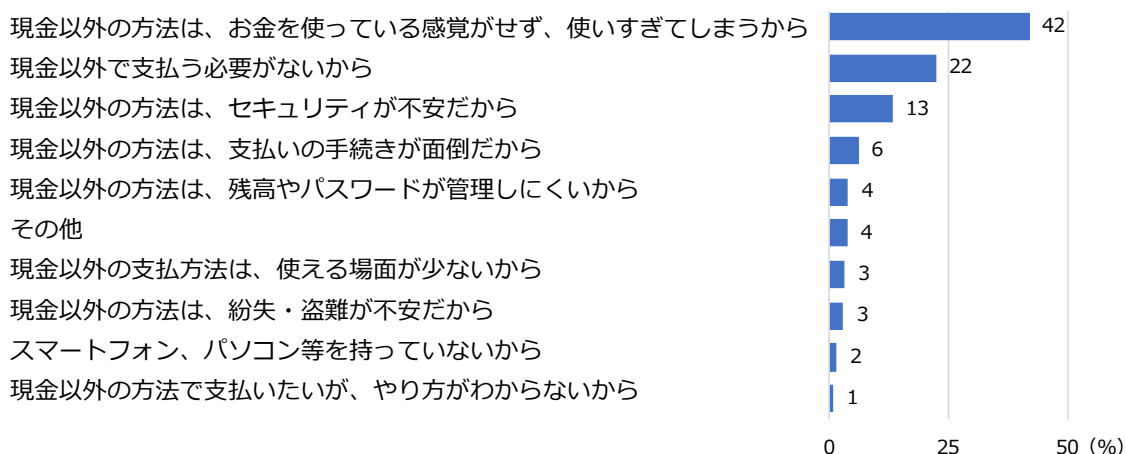 現金以外の方法は、お金を使っている感覚がせず、使いすぎてしまうから 42
現金以外で支払う必要がないから 22
現金以外の方法は、セキュリティが不安だから 13
現金以外の方法は、支払いの手続きが面倒だから 6
現金以外の方法は、残高やパスワードが管理しにくいから 4
その他 4
現金以外の支払方法は、使える場面が少ないから 3
現金以外の方法は、紛失・盗難が不安だから 3
スマートフォン、パソコン等を持っていないから 2
現金以外の方法で支払いたいが、やり方がわからないから 1
0 25 50 (%)